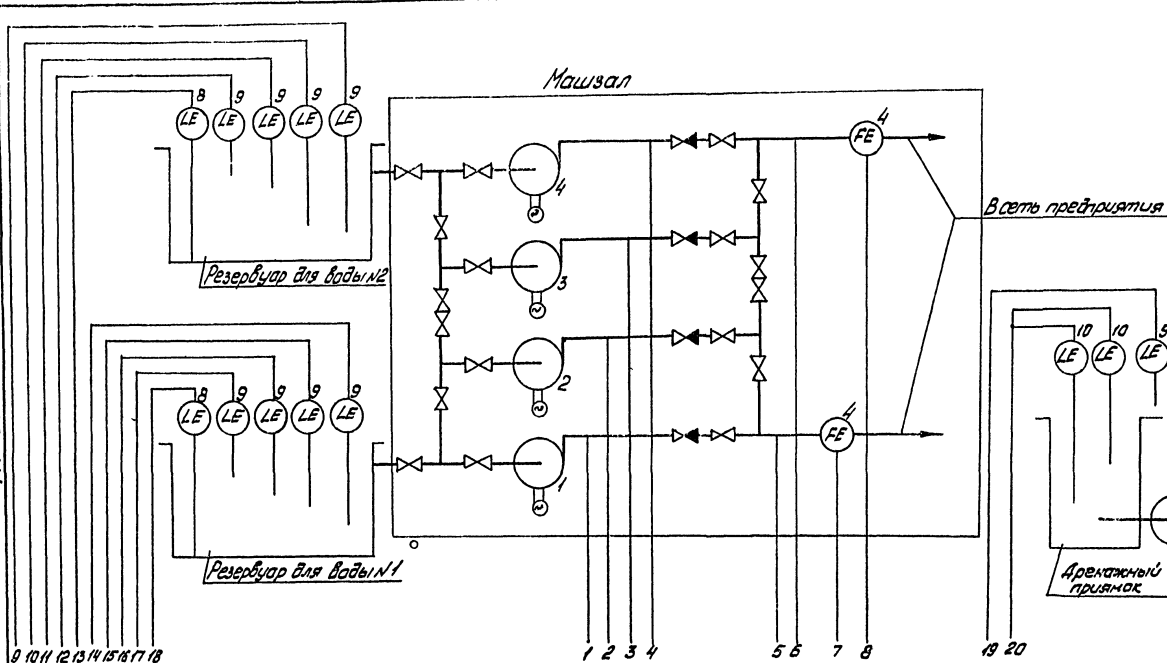 Машзал
8 9 9 9 9
LE LE LE LE LE
4
FE
4
В сеть предприятия
3
Резервуар для воды N2
10 10 9
LE LE LE
2
8 9 9 9 9
LE LE LE LE LE
4
FE
1
Резервуар для воды N1
Дренажный
приямок
9 10 11 12 13 14 15 16 17 18 1 2 3 4 5 6 7 8 19 20